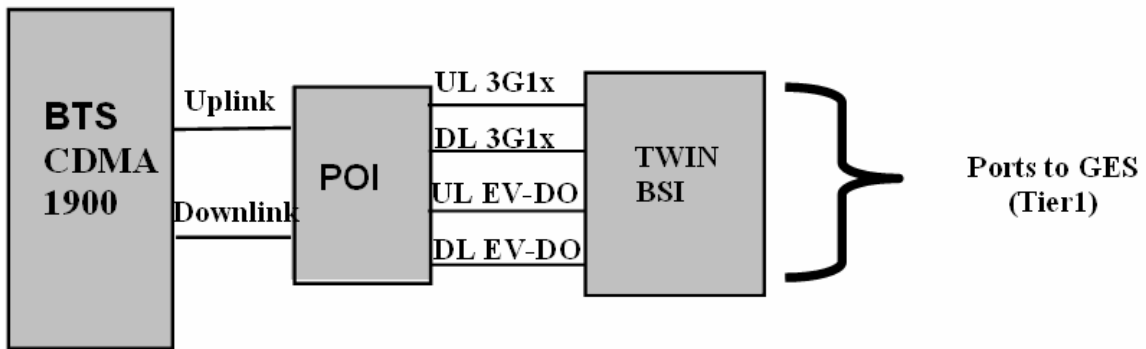 BTS
CDMA
1900
Uplink
Downlink
POI
UL 3G1x
DL 3G1x
UL EV-DO
DL EV-DO
TWIN
BSI
Ports to GES
(Tier1)